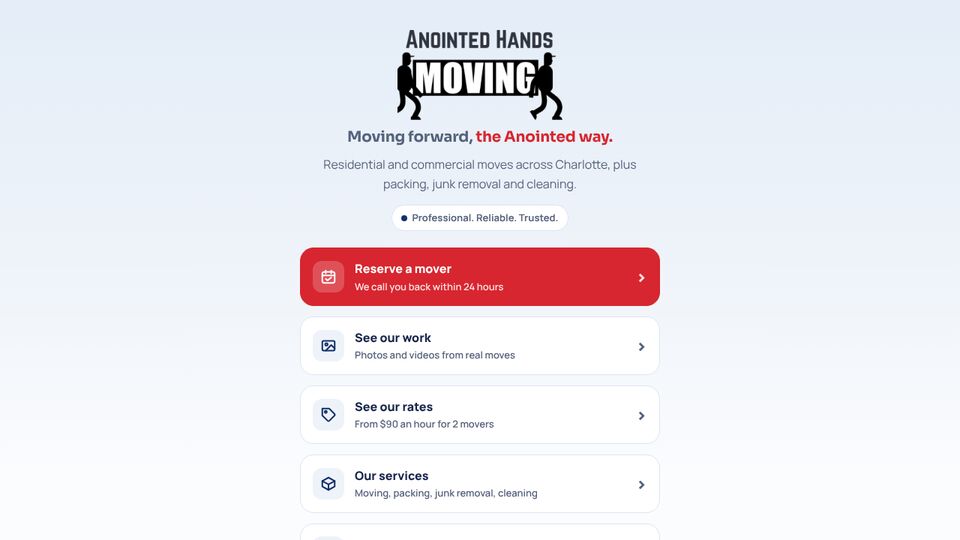 ANOINTED HANDS
MOVING
Moving forward, the Anointed way.
Residential and commercial moves across Charlotte, plus
packing, junk removal and cleaning.
Professional. Reliable. Trusted.
Reserve a mover
We call you back within 24 hours
See our work
Photos and videos from real moves
See our rates
From $90 an hour for 2 movers
Our services
Moving, packing, junk removal, cleaning